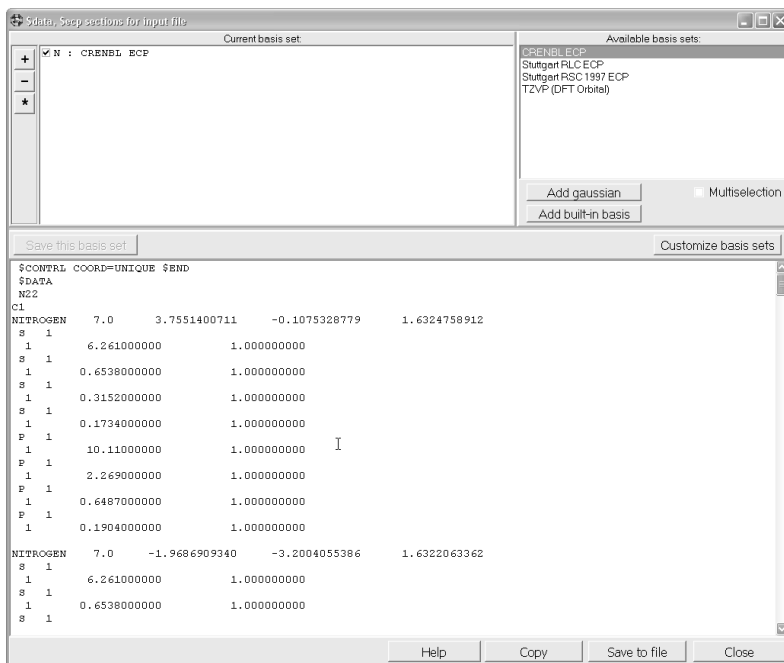 $data, $ecp sections for input file
Current basis set:
Available basis sets:
+
-
*
N : CRENBL ECP
CRENBL ECP
Stuttgart RLC ECP
Stuttgart RSC 1997 ECP
TZVP (DFT Orbital)
Add gaussian
Multiselection
Add built-in basis
Save this basis set
Customize basis sets
$CONTRL COORD=UNIQUE $END
$DATA
N22
C1
NITROGEN 7.0 3.7551400711 -0.1075328779 1.6324758912
S 1
1 6.261000000 1.000000000
S 1
1 0.6538000000 1.000000000
S 1
1 0.3152000000 1.000000000
S 1
1 0.1734000000 1.000000000
P 1
1 10.11000000 1.000000000
P 1
1 2.269000000 1.000000000
P 1
1 0.6487000000 1.000000000
P 1
1 0.1904000000 1.000000000
NITROGEN 7.0 -1.9686909340 -3.2004055386 1.6322063362
S 1
1 6.261000000 1.000000000
S 1
1 0.6538000000 1.000000000
S 1
Help
Copy
Save to file
Close